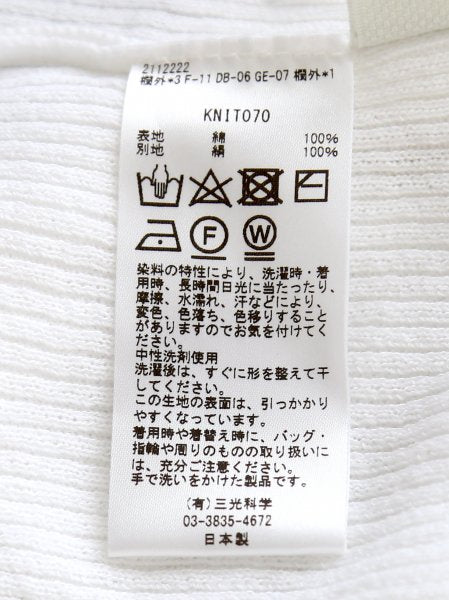 2112222
欄外*3 F-11 DB-06 GE-07 欄外*1
KNIT070
表地 綿 100%
別地 絹 100%
F W
染料の特性により、洗濯時・着
用時、長時間日光に当たったり、
摩擦、水濡れ、汗などにより、
変色、色落ち、色移りすること
がありますのでお気を付けてく
ださい。
中性洗剤使用
洗濯後は、すぐに形を整えて干
してください。
この生地の表面は、引っかかり
やすくなっています。
着用時や着替え時に、バッグ・
指輪や周りのものの取り扱いに
は、充分ご注意ください。
手で洗いをかけた製品です。
(有)三光科学
03-3835-4672
日本製